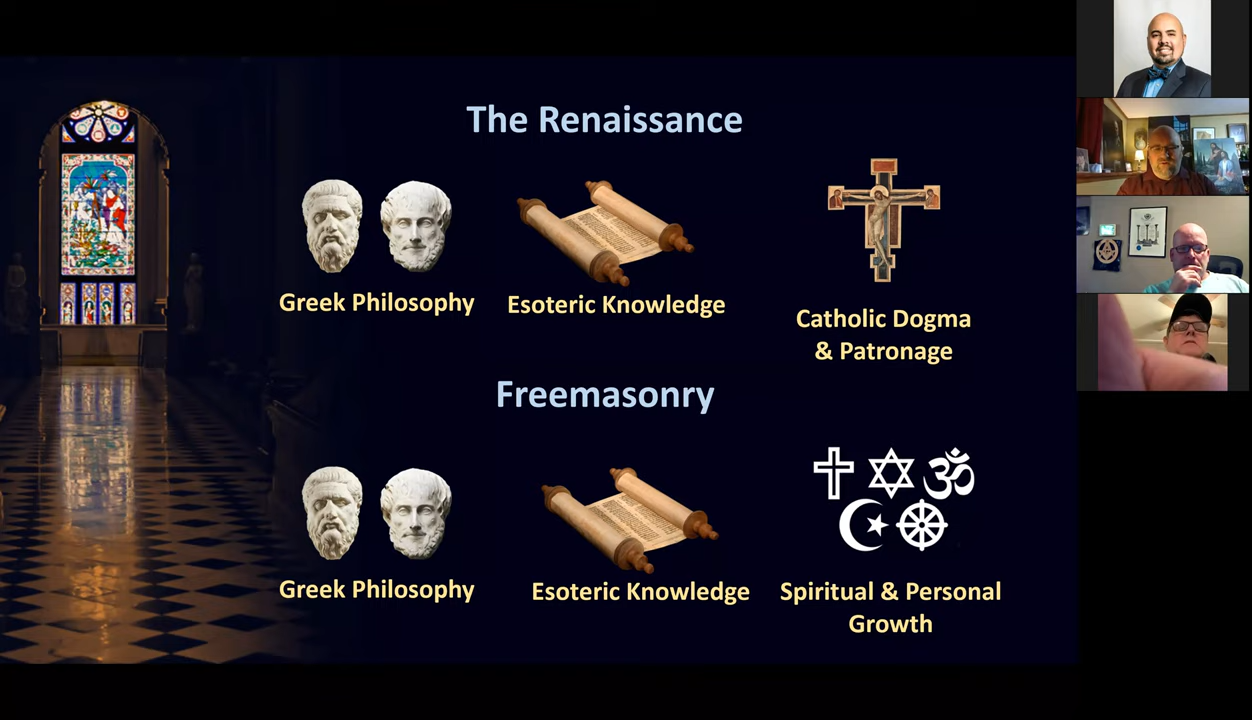 The Renaissance
Greek Philosophy
Esoteric Knowledge
Catholic Dogma
& Patronage
Freemasonry
Greek Philosophy
Esoteric Knowledge
Spiritual & Personal
Growth